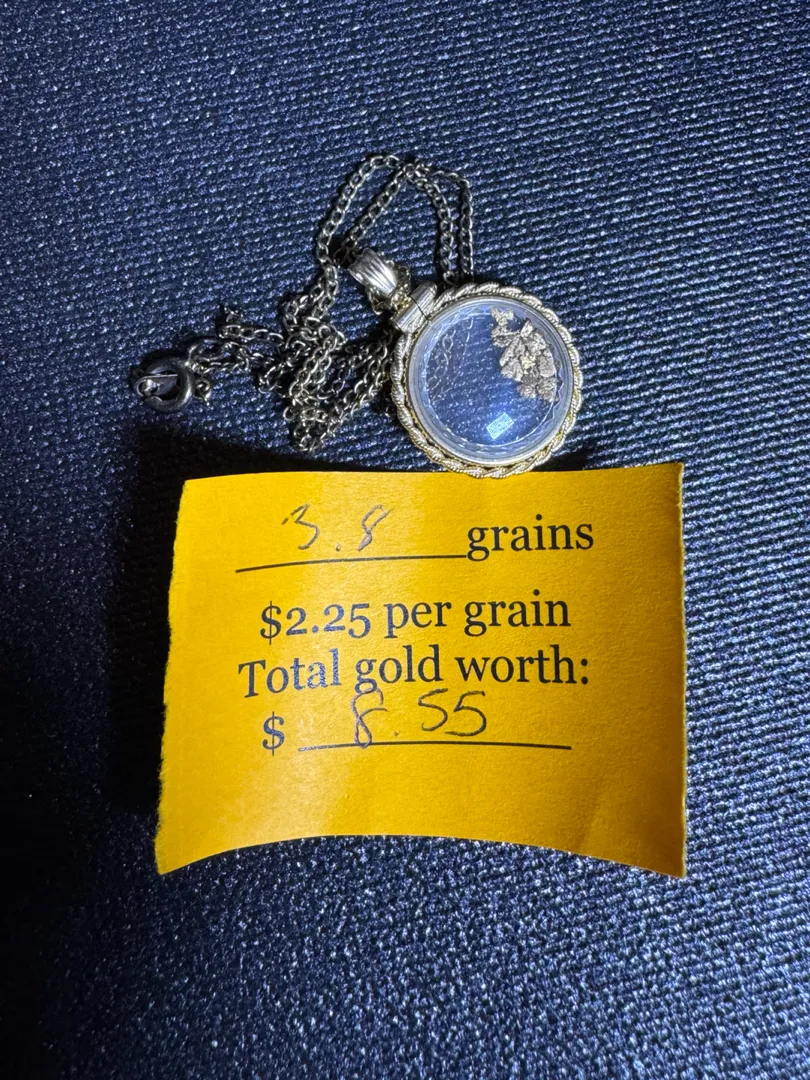 3.8 grains
$2.25 per grain
Total gold worth:
$ 8.55